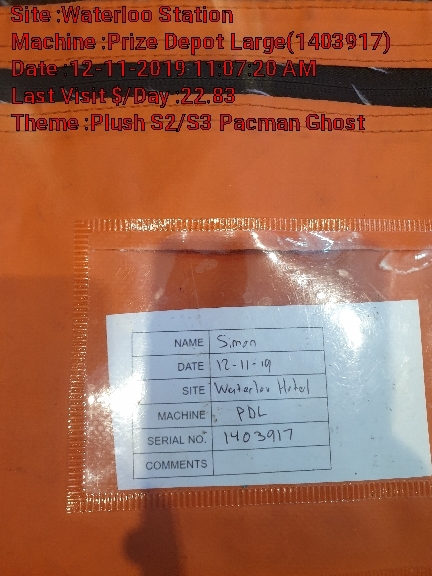 Site :Waterloo Station
Machine :Prize Depot Large(1403917)
Date :12-11-2019 11:07:20 AM
Last Visit $/Day :22.83
Theme :Plush S2/S3 Pacman Ghost
NAME Simon
DATE 12-11-19
SITE Waterloo Hotel
MACHINE PDL
SERIAL NO. 1403917
COMMENTS